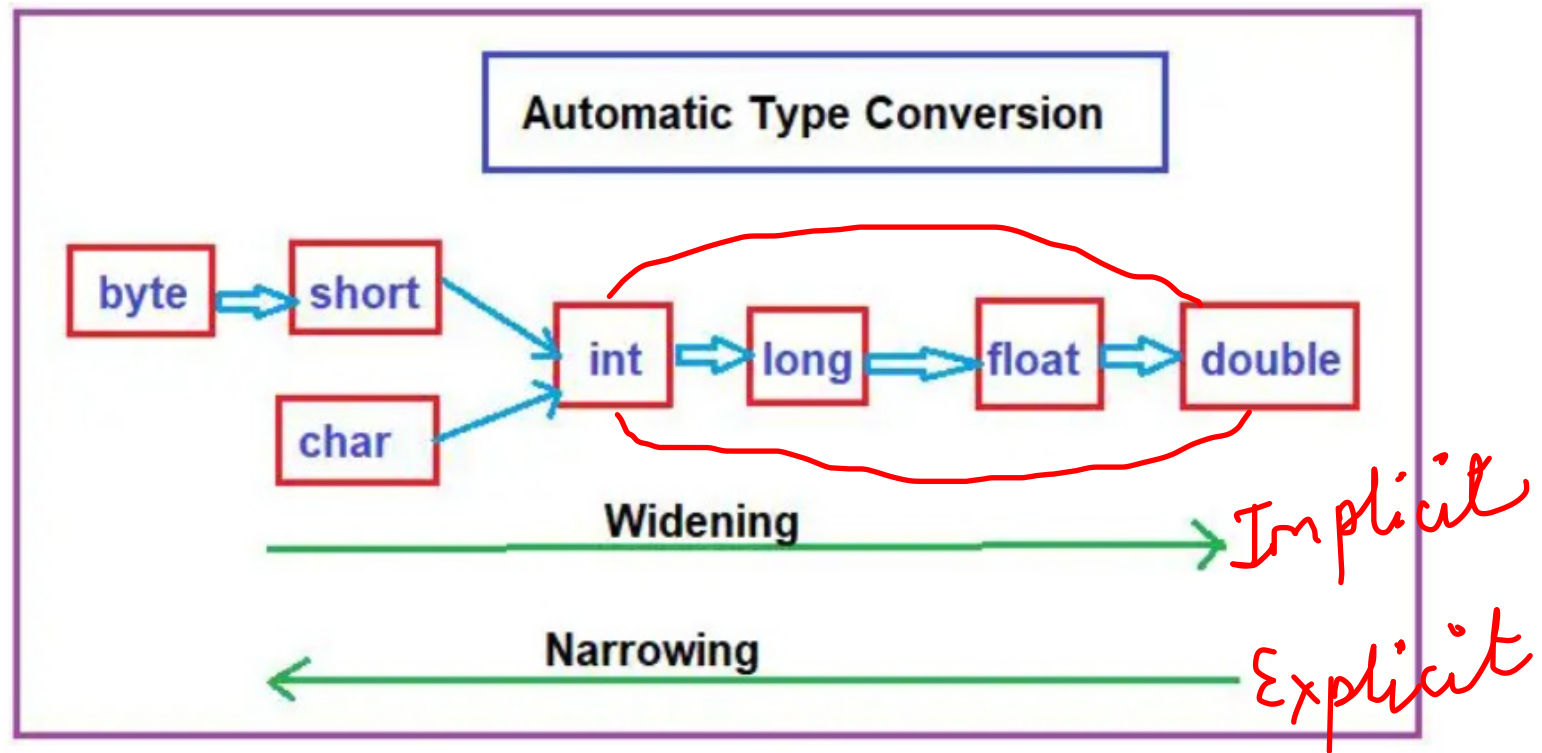 Automatic Type Conversion
byte
short
char
int
long
float
double
Widening
Implicit
Narrowing
Explicit